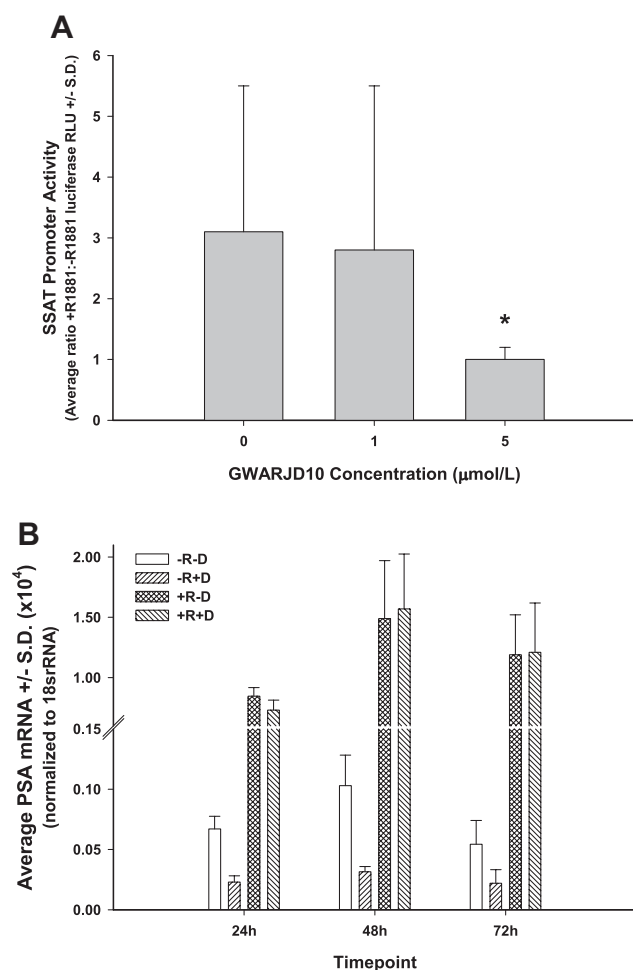 A
SSAT Promoter Activity
(Average ratio +R1881:-R1881 luciferase RLU +/- S.D.)
6
5
4
3
2
1
0
*
0 1 5
GWARJD10 Concentration (μmol/L)
B
Average PSA mRNA +/- S.D. (x10⁴)
(normalized to 18srRNA)
2.00
1.50
1.00
0.15
0.10
0.05
0.00
-R-D
-R+D
+R-D
+R+D
24h 48h 72h
Timepoint